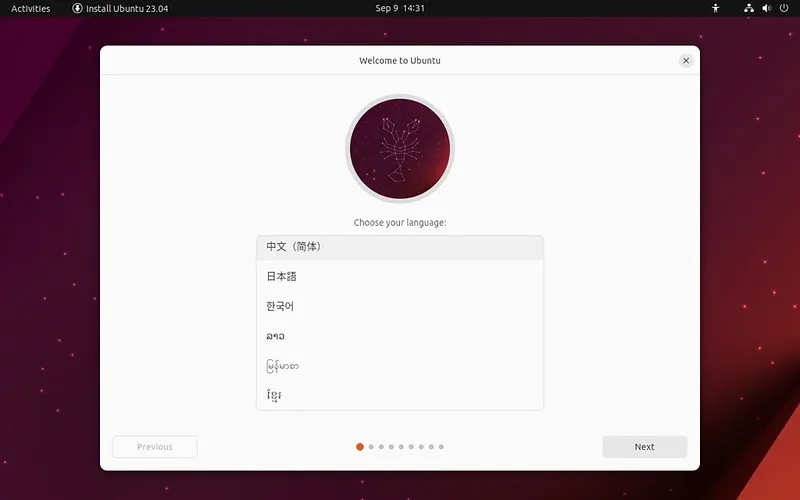 Activities
Install Ubuntu 23.04
Sep 9 14:31
Welcome to Ubuntu
Choose your language:
中文（简体）
日本語
한국어
ລາວ
မြန်မာစာ
ខ្មែរ
Previous
Next